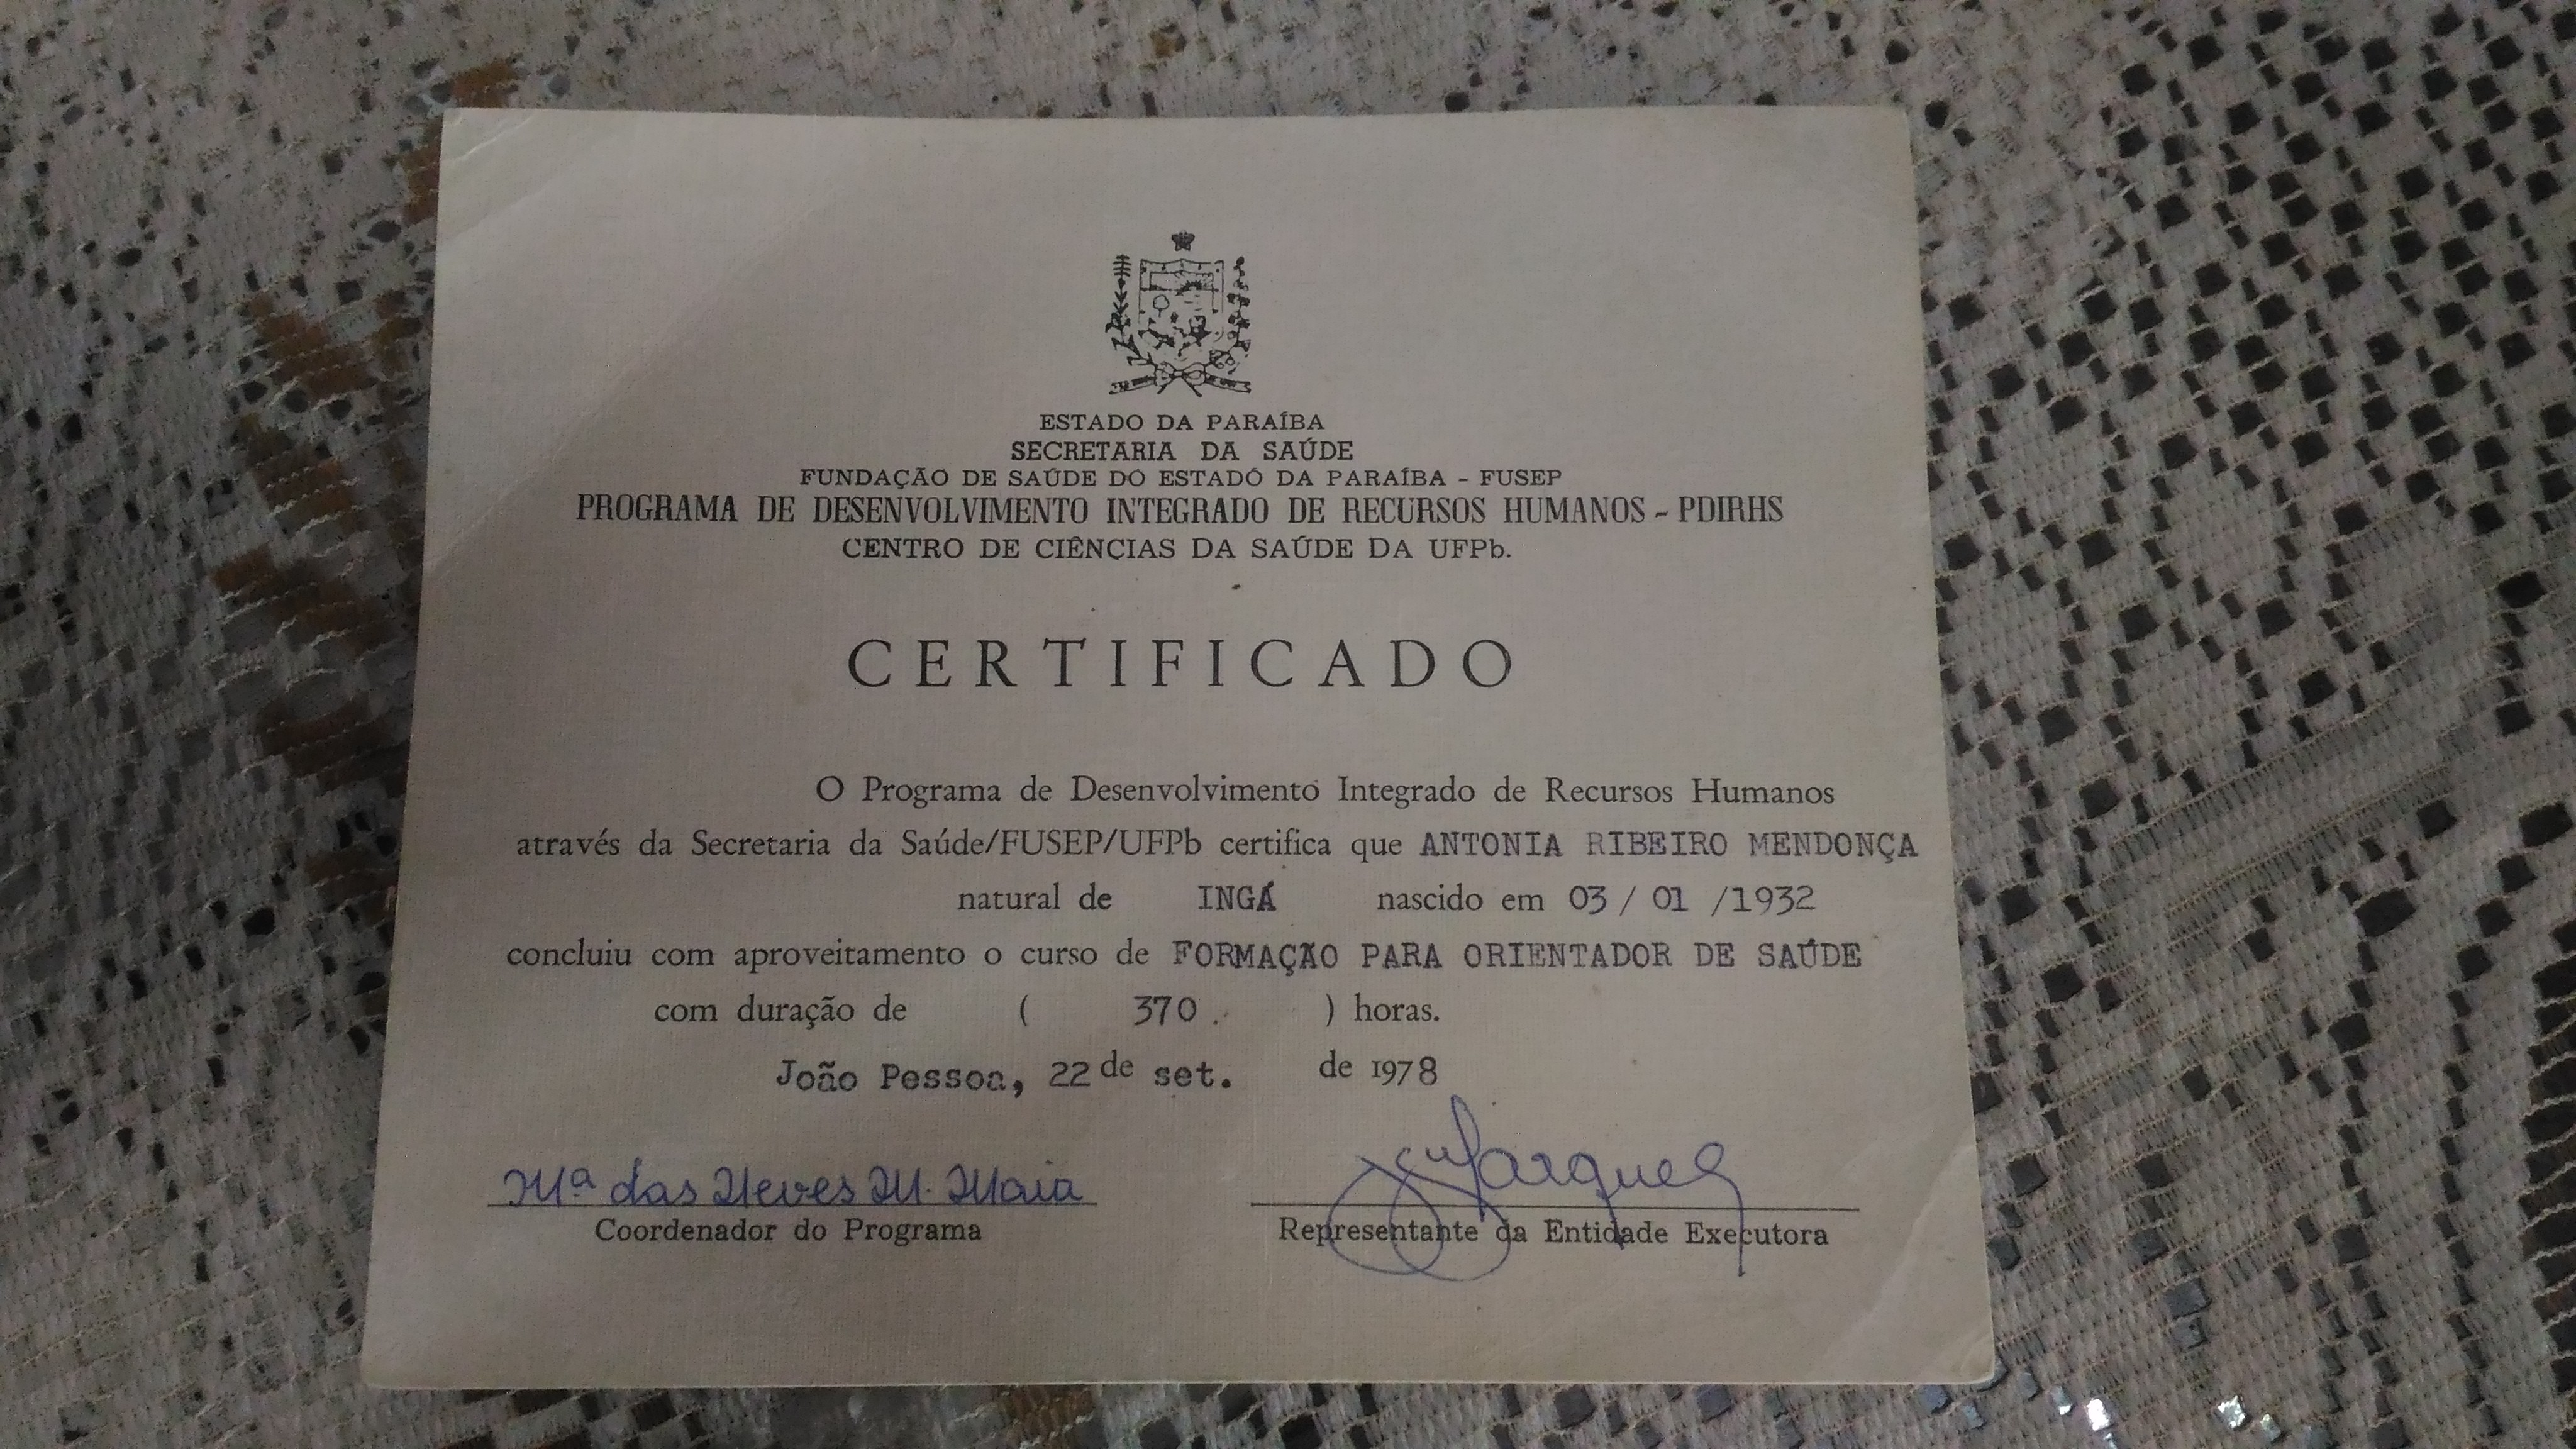 ESTADO DA PARAÍBA
SECRETARIA DA SAÚDE
FUNDAÇÃO DE SAÚDE DO ESTADO DA PARAÍBA - FUSEP
PROGRAMA DE DESENVOLVIMENTO INTEGRADO DE RECURSOS HUMANOS - PDIRHS
CENTRO DE CIÊNCIAS DA SAÚDE DA UFPb.
CERTIFICADO
O Programa de Desenvolvimento Integrado de Recursos Humanos
através da Secretaria da Saúde/FUSEP/UFPb certifica que ANTONIA RIBEIRO MENDONÇA
natural de INGÁ nascido em 03 / 01 /1932
concluiu com aproveitamento o curso de FORMAÇÃO PARA ORIENTADOR DE SAÚDE
com duração de ( 370. ) horas.
João Pessoa, 22 de set. de 1978
Mª das Neves M. Maia
Coordenador do Programa
Representante da Entidade Executora